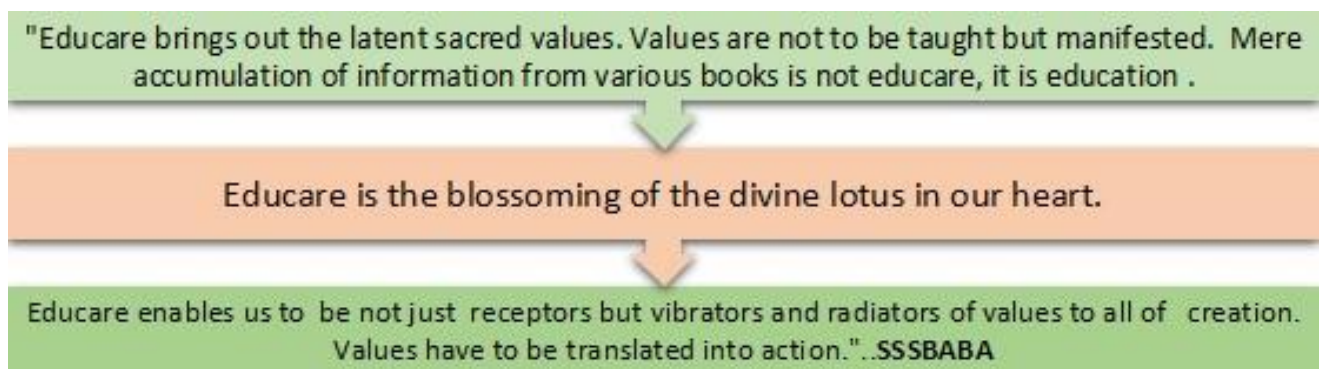 "Educare brings out the latent sacred values. Values are not to be taught but manifested. Mere
accumulation of information from various books is not educare, it is education .
Educare is the blossoming of the divine lotus in our heart.
Educare enables us to be not just receptors but vibrators and radiators of values to all of creation.
Values have to be translated into action."..SSSBABA